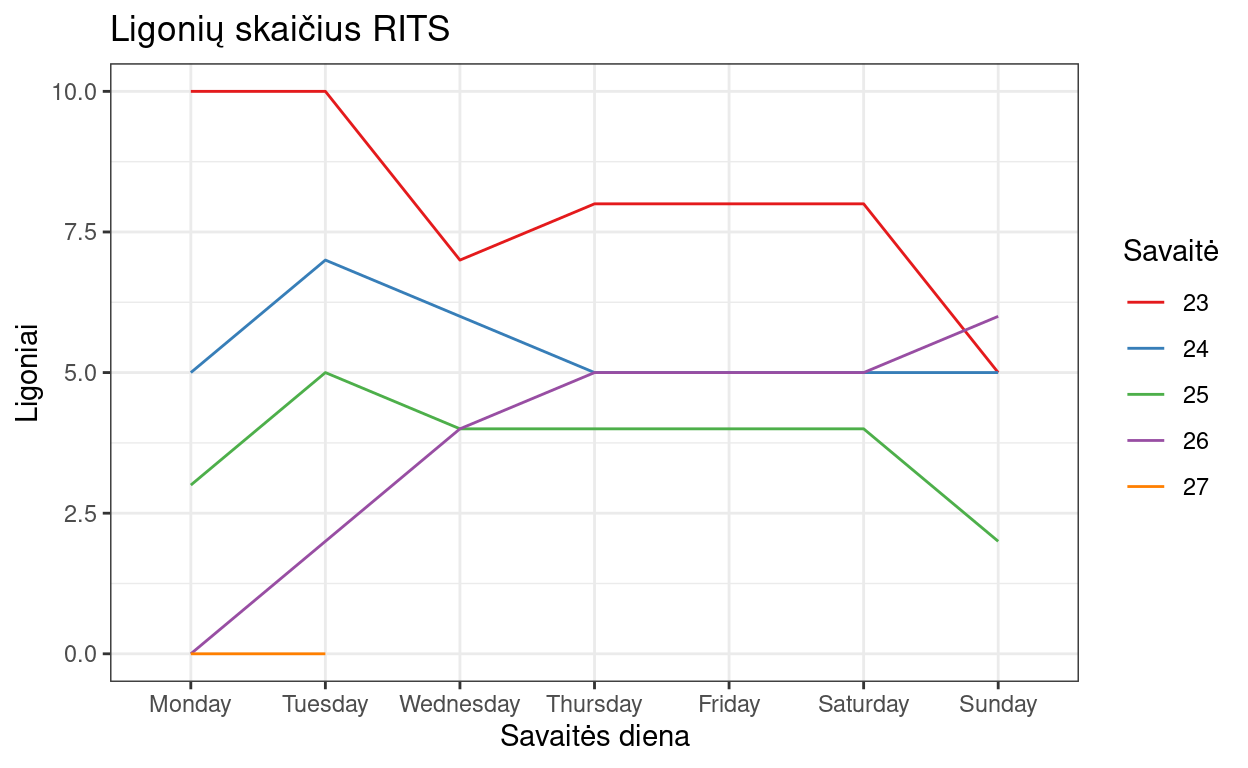 Ligonių skaičius RITS
10.0
7.5
5.0
2.5
0.0
Ligoniai
Monday Tuesday Wednesday Thursday Friday Saturday Sunday
Savaitės diena
Savaitė
23
24
25
26
27